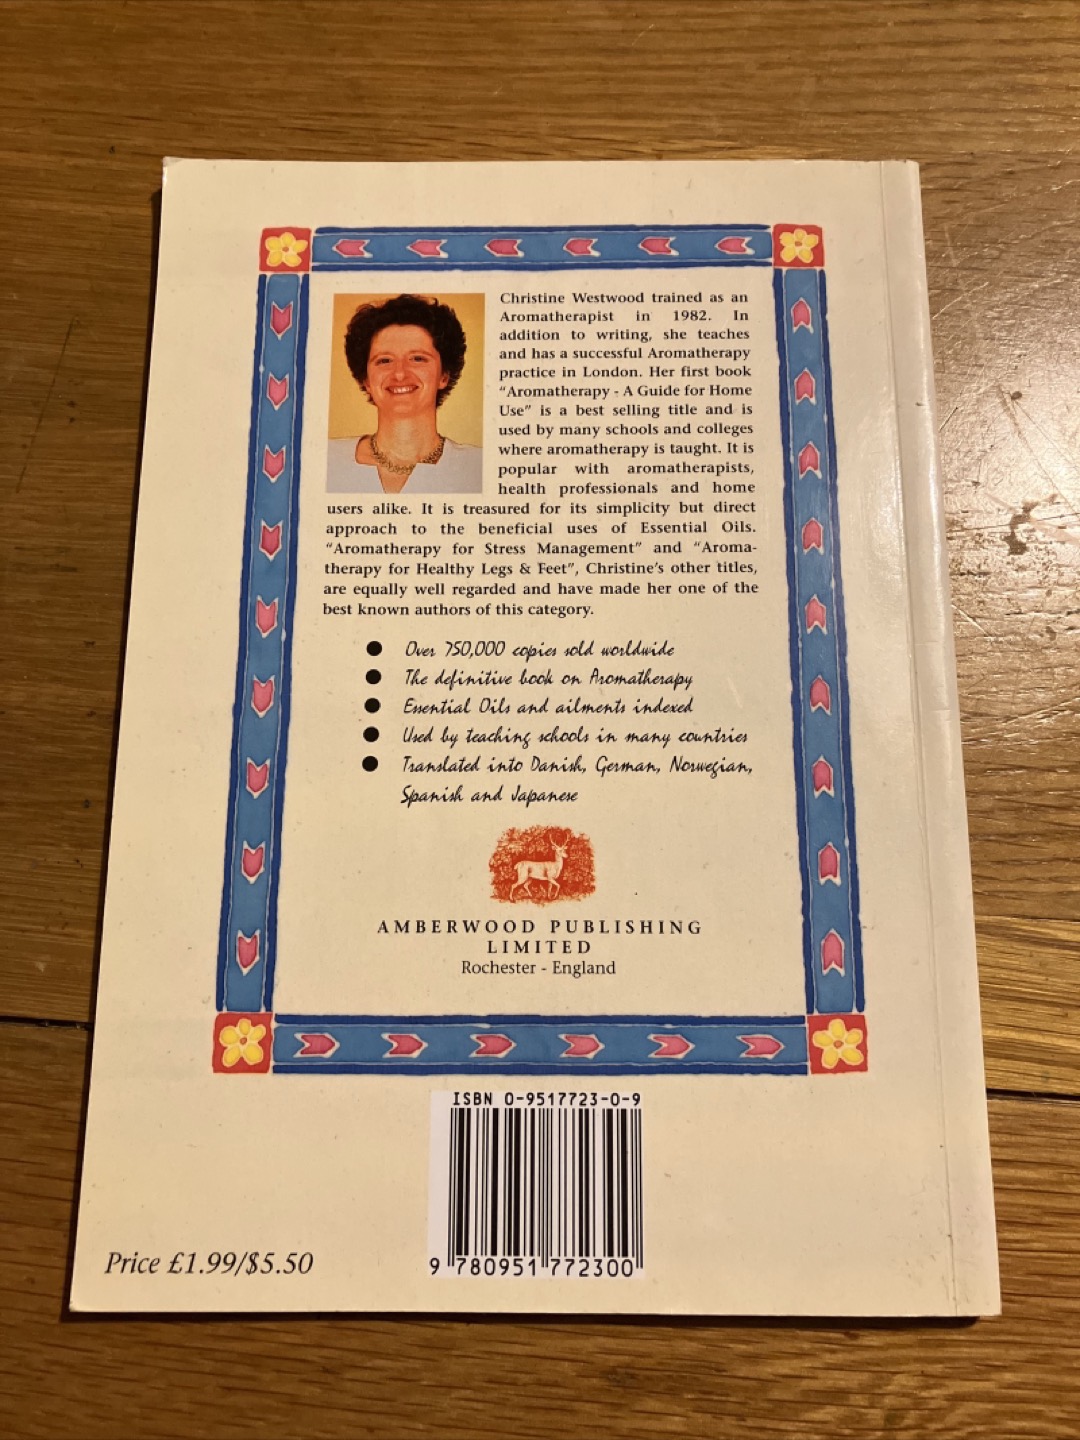 Christine Westwood trained as an
Aromatherapist in 1982. In
addition to writing, she teaches
and has a successful Aromatherapy
practice in London. Her first book
“Aromatherapy - A Guide for Home
Use” is a best selling title and is
used by many schools and colleges
where aromatherapy is taught. It is
popular with aromatherapists,
health professionals and home
users alike. It is treasured for its simplicity but direct
approach to the beneficial uses of Essential Oils.
“Aromatherapy for Stress Management” and “Aroma-
therapy for Healthy Legs & Feet”, Christine’s other titles,
are equally well regarded and have made her one of the
best known authors of this category.
● Over 750,000 copies sold worldwide
● The definitive book on Aromatherapy
● Essential Oils and ailments indexed
● Used by teaching schools in many countries
● Translated into Danish, German, Norwegian,
Spanish and Japanese
AMBERWOOD PUBLISHING
LIMITED
Rochester - England
ISBN 0-9517723-0-9
9 780951 772300
Price £1.99/$5.50